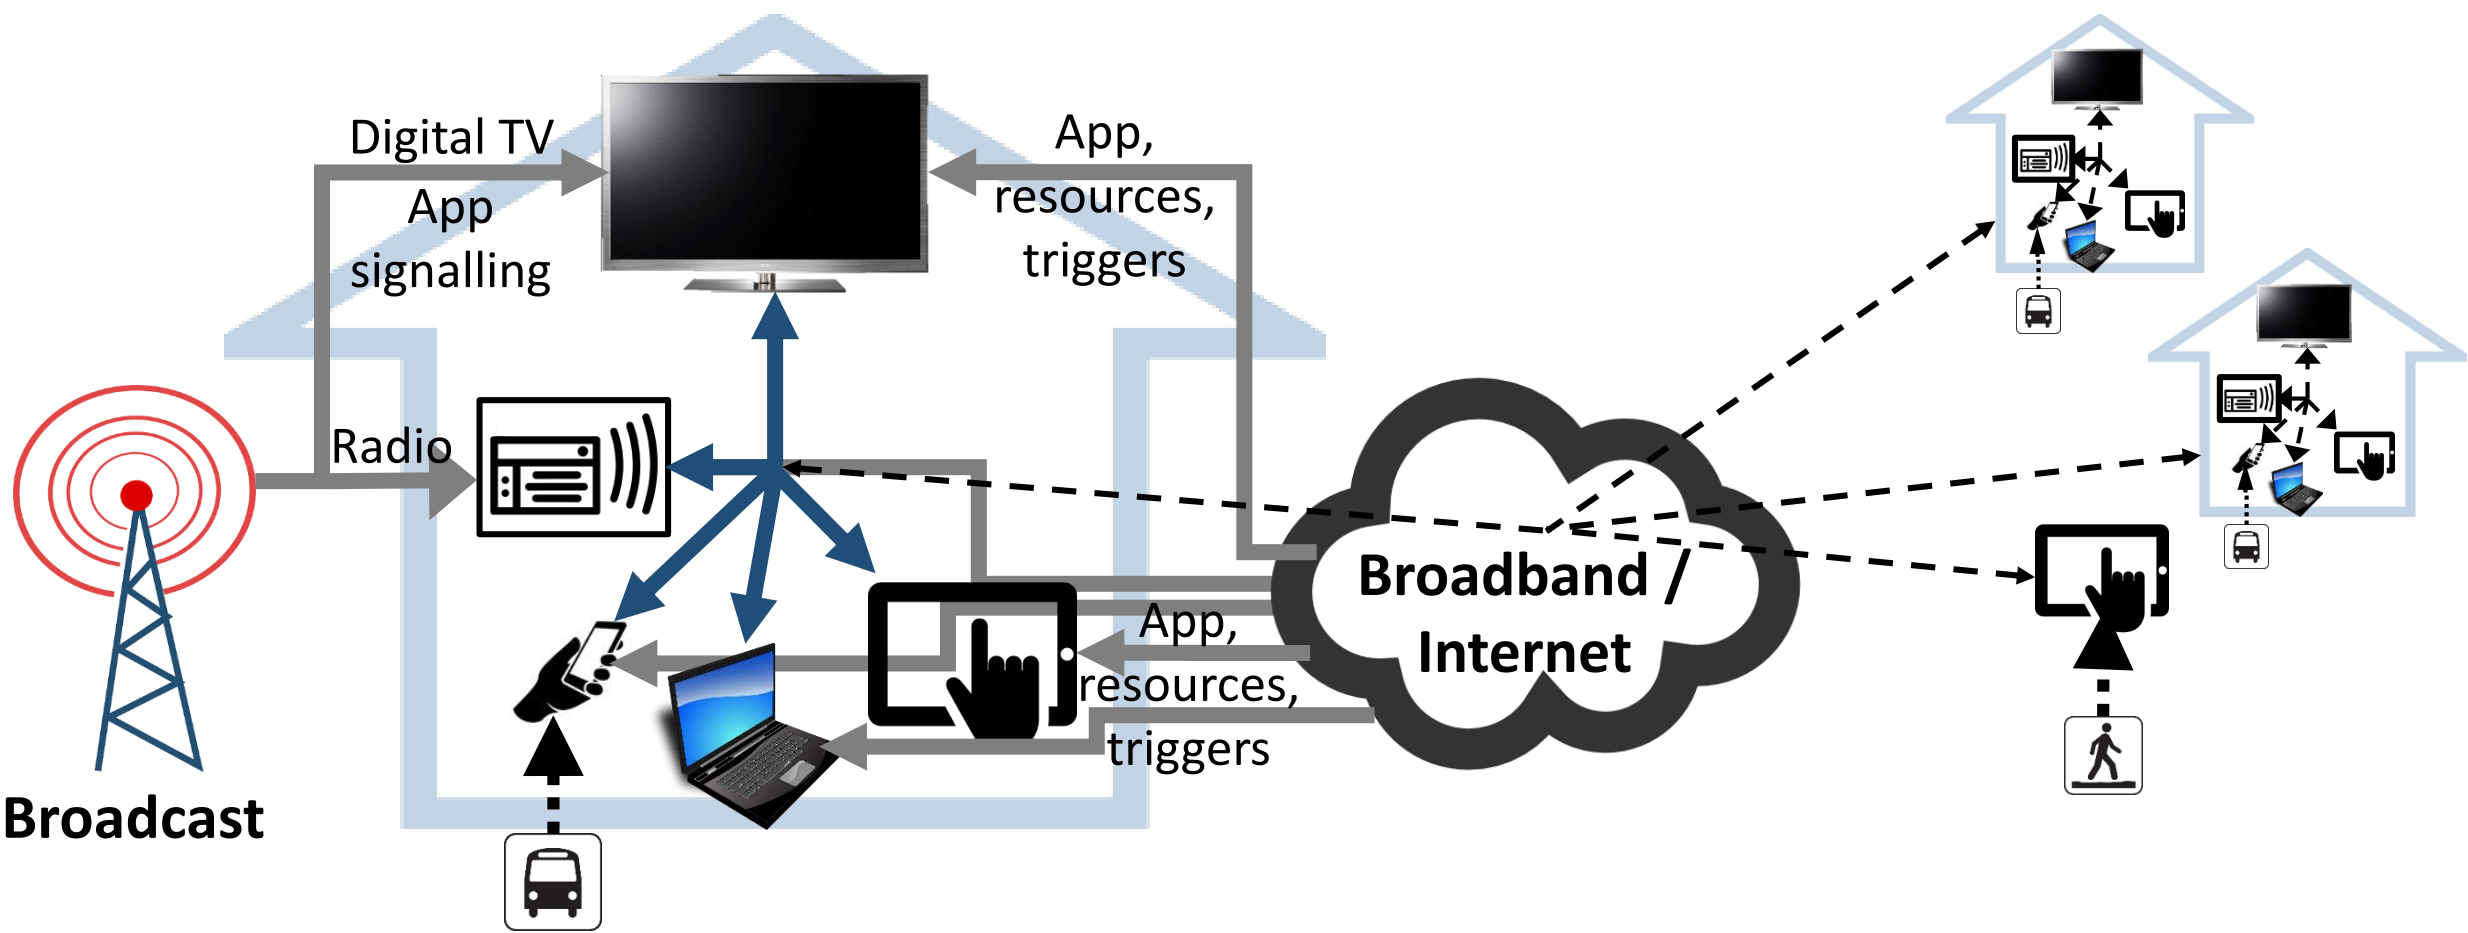 Digital TV
App
signalling
App,
resources,
triggers
Radio
Broadcast
Broadband /
Internet
App,
resources,
triggers